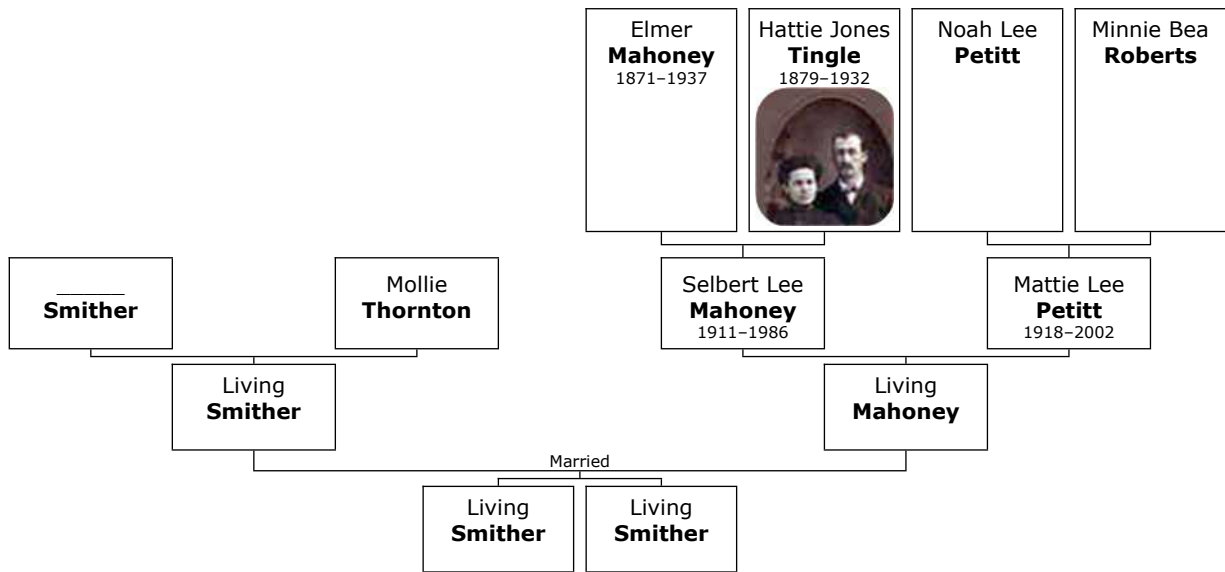 Elmer
Mahoney
1871–1937
Hattie Jones
Tingle
1879–1932
Noah Lee
Petitt
Minnie Bea
Roberts
______
Smither
Mollie
Thornton
Selbert Lee
Mahoney
1911–1986
Mattie Lee
Petitt
1918–2002
Living
Smither
Living
Mahoney
Married
Living
Smither
Living
Smither